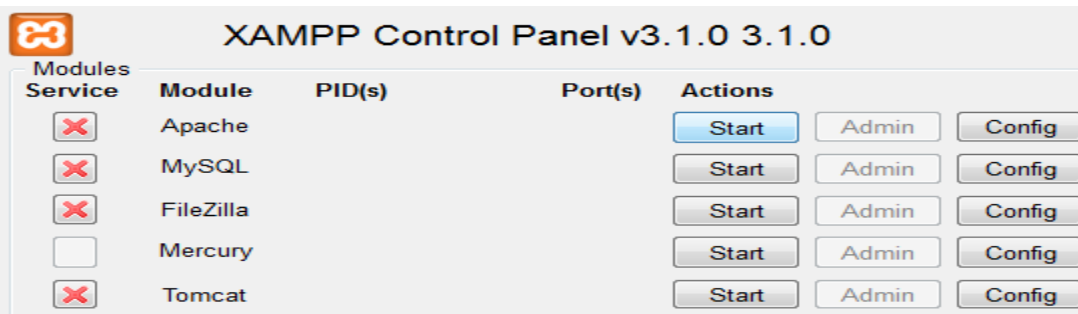 XAMPP Control Panel v3.1.0 3.1.0
Modules
Service Module PID(s) Port(s) Actions
Apache Start Admin Config
MySQL Start Admin Config
FileZilla Start Admin Config
Mercury Start Admin Config
Tomcat Start Admin Config